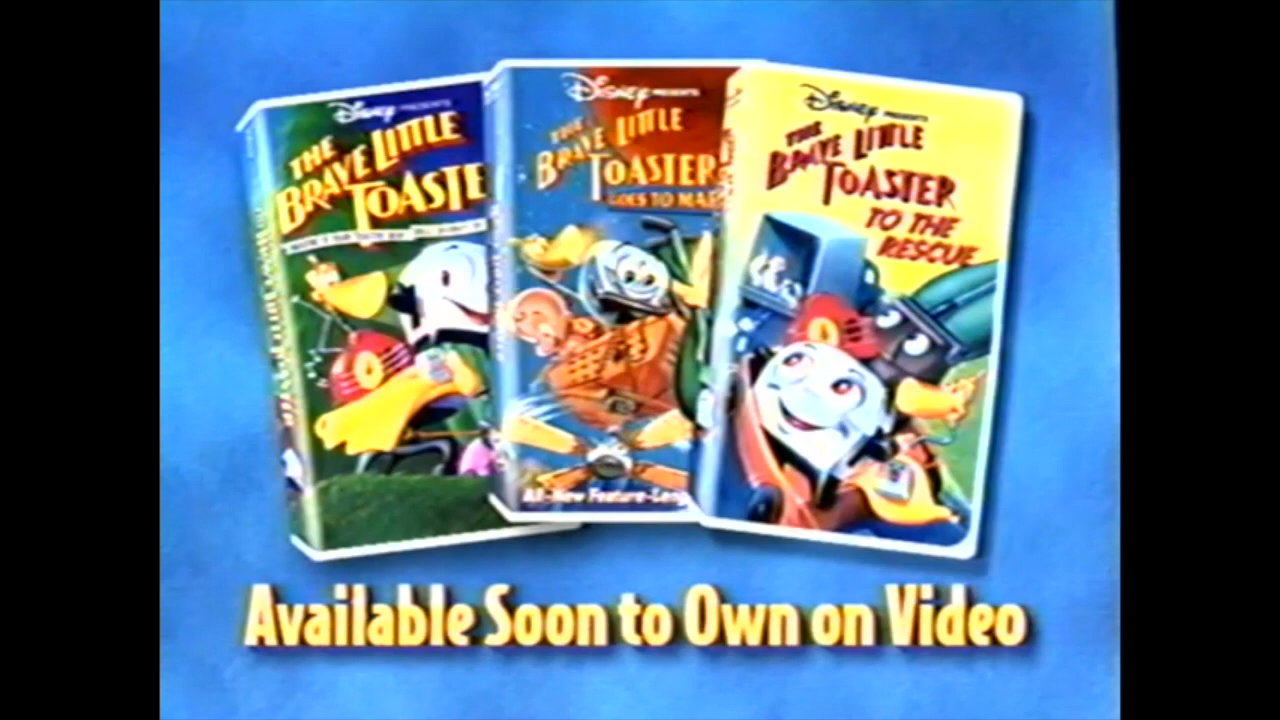 Disney PRESENTS
THE
BRAVE LITTLE
TOASTE
Disney PRESENTS
THE
BRAVE LITTLE
TOASTER
GOES TO MAR
All-New Feature-Leng
Disney PRESENTS
THE
BRAVE LITTLE
TOASTER
TO THE
RESCUE
Available Soon to Own on Video